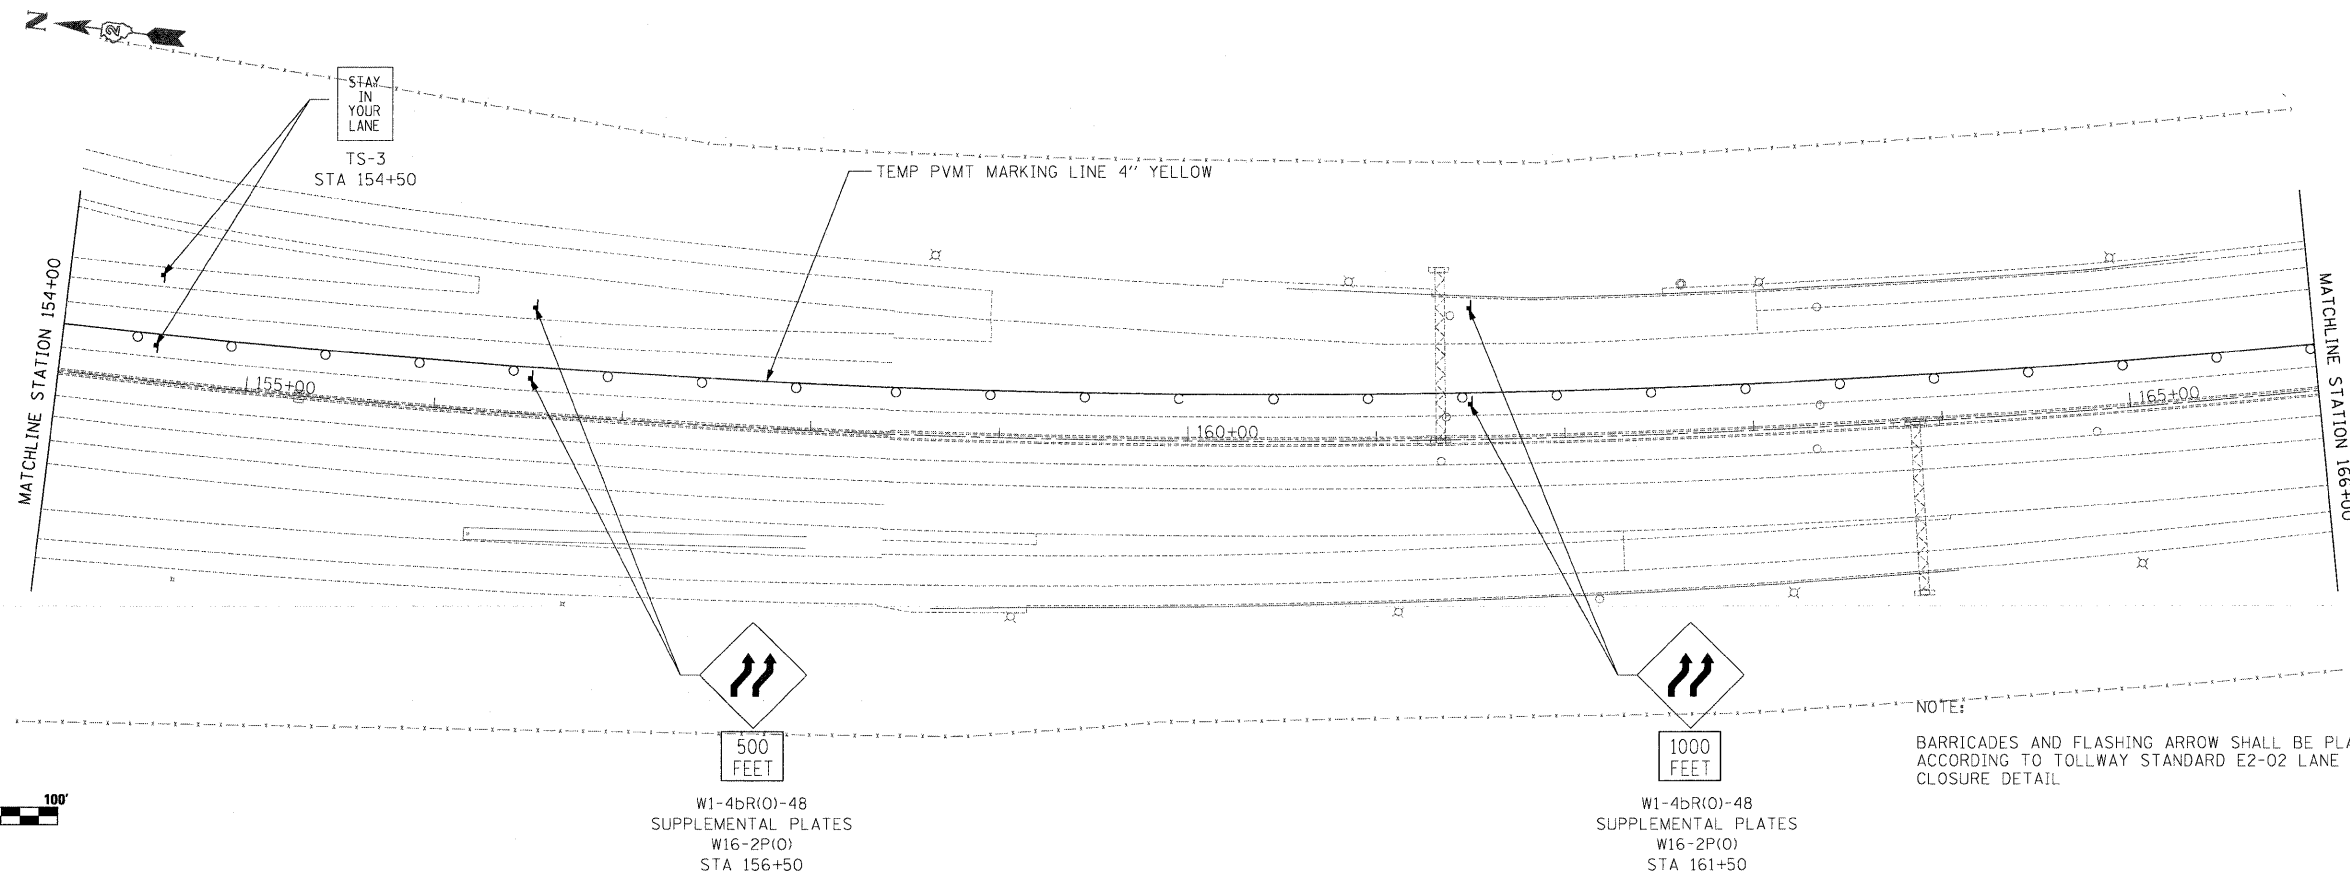 N
2
STAY
IN
YOUR
LANE
TS-3
STA 154+50
TEMP PVMT MARKING LINE 4" YELLOW
MATCHLINE STATION 154+00
155+00
160+00
165+00
MATCHLINE STATION 166+00
500
FEET
W1-4bR(O)-48
SUPPLEMENTAL PLATES
W16-2P(O)
STA 156+50
1000
FEET
W1-4bR(O)-48
SUPPLEMENTAL PLATES
W16-2P(O)
STA 161+50
NOTE:
BARRICADES AND FLASHING ARROW SHALL BE
ACCORDING TO TOLLWAY STANDARD E2-02 LANE
CLOSURE DETAIL
100'